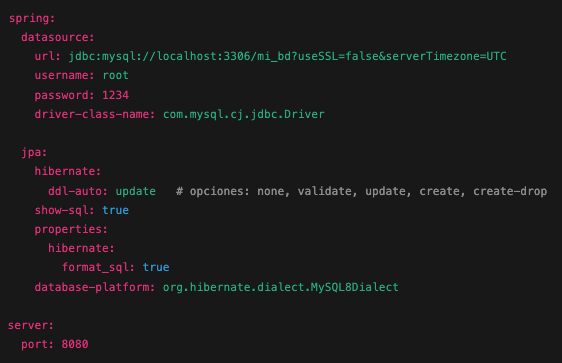 spring:
  datasource:
    url: jdbc:mysql://localhost:3306/mi_bd?useSSL=false&serverTimezone=UTC
    username: root
    password: 1234
    driver-class-name: com.mysql.cj.jdbc.Driver

  jpa:
    hibernate:
      ddl-auto: update   # opciones: none, validate, update, create, create-drop
    show-sql: true
    properties:
      hibernate:
        format_sql: true
    database-platform: org.hibernate.dialect.MySQL8Dialect

server:
  port: 8080